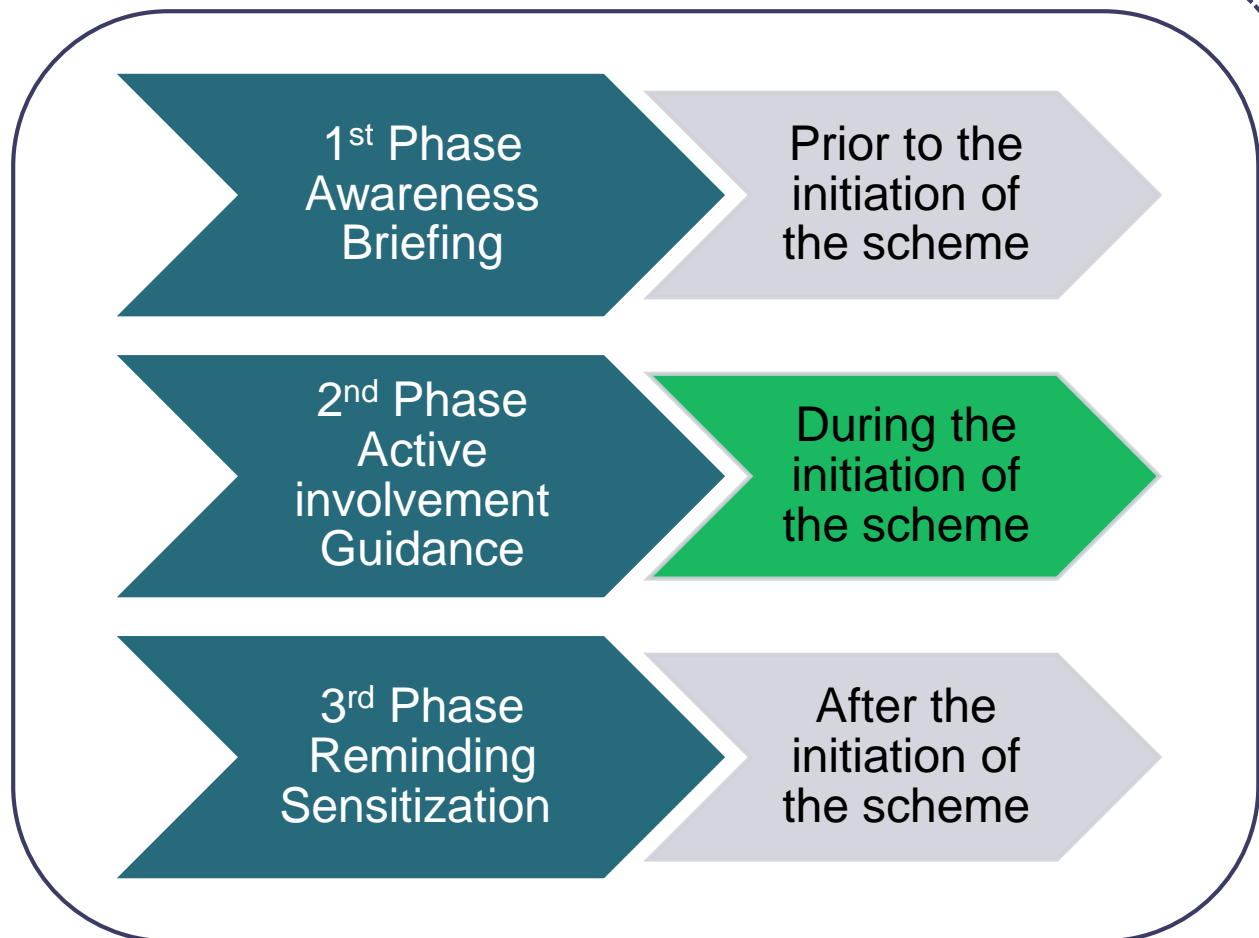 1st Phase
Awareness
Briefing
Prior to the
initiation of
the scheme
2nd Phase
Active
involvement
Guidance
During the
initiation of
the scheme
3rd Phase
Reminding
Sensitization
After the
initiation of
the scheme